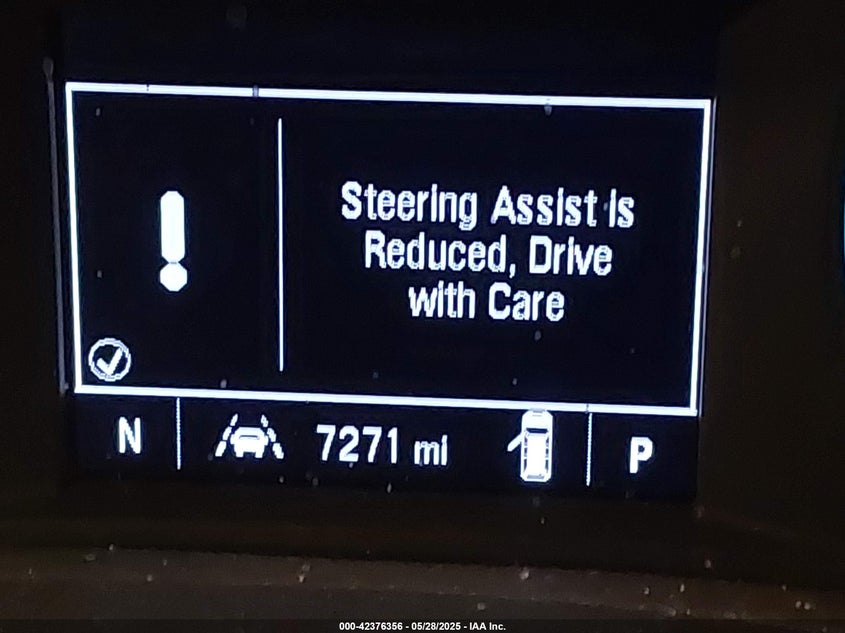 Steering Assist is
Reduced, Drive
with Care
N 7271 mi P
000-42376356 - 05/28/2025 - IAA Inc.